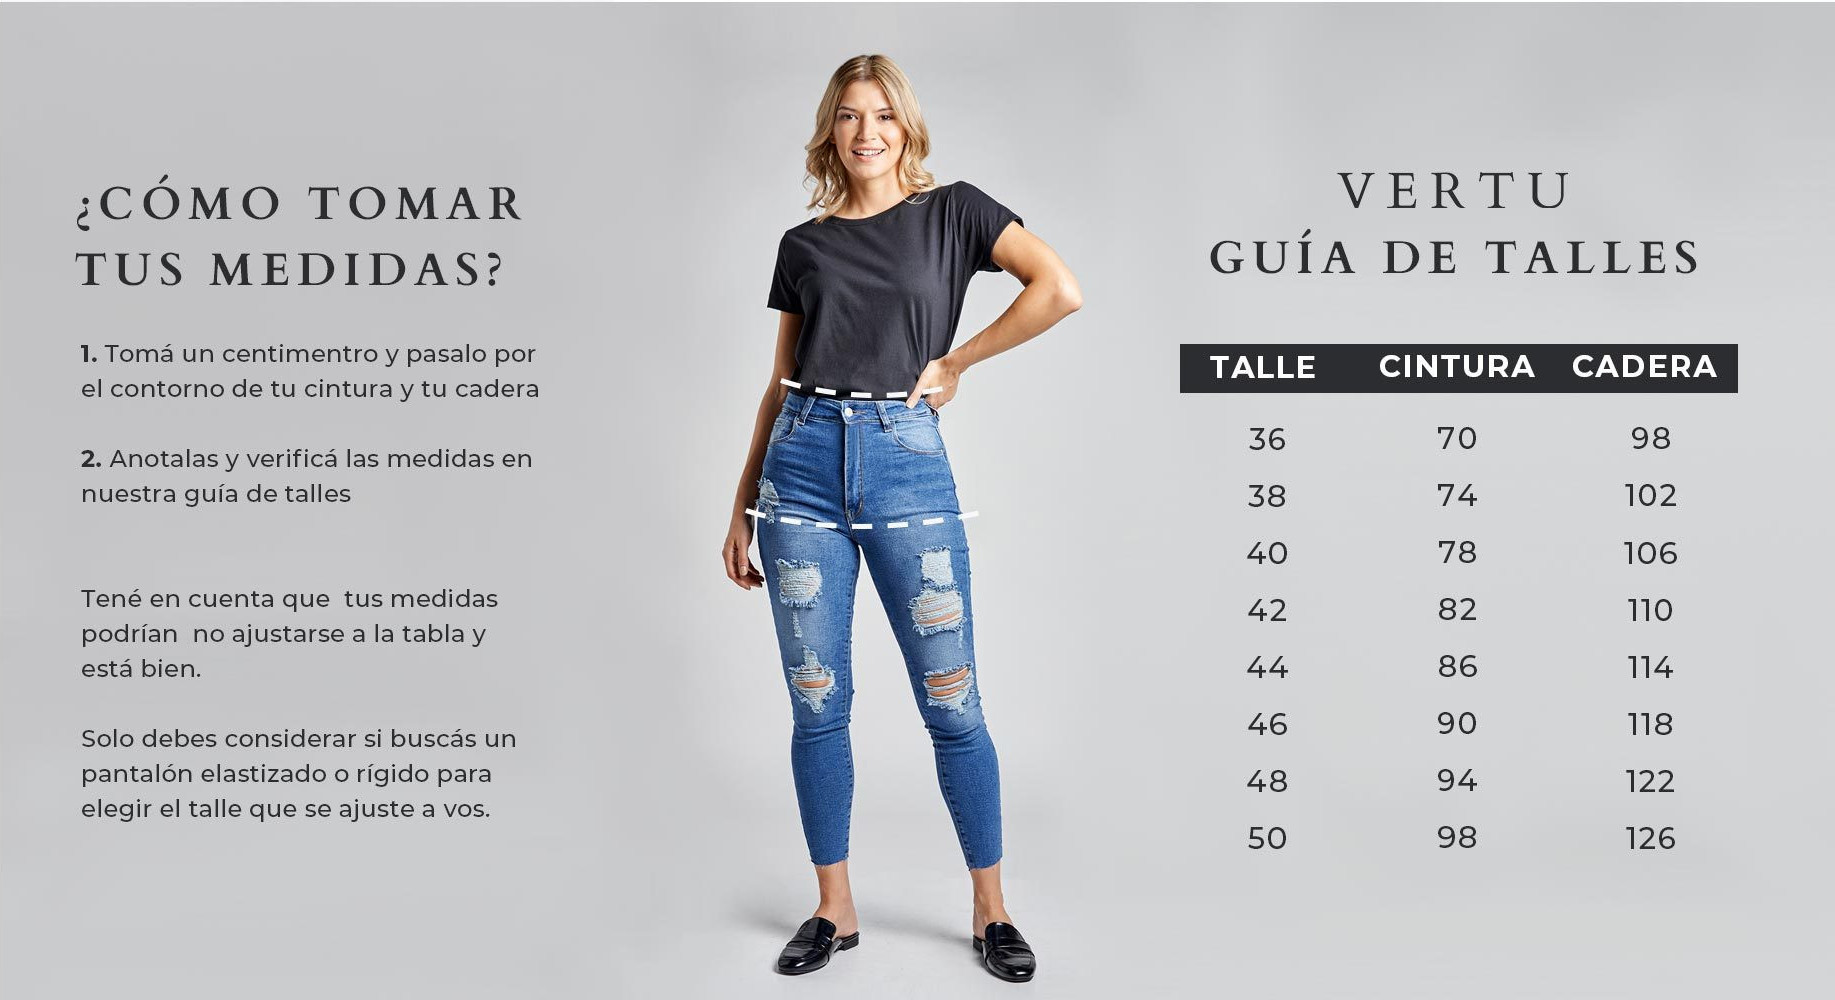 ¿CÓMO TOMAR
TUS MEDIDAS?
1. Tomá un centimentro y pasalo por
el contorno de tu cintura y tu cadera
2. Anotalas y verificá las medidas en
nuestra guía de talles
Tené en cuenta que tus medidas
podrían no ajustarse a la tabla y
está bien.
Solo debes considerar si buscás un
pantalón elastizado o rígido para
elegir el talle que se ajuste a vos.
VERTU
GUÍA DE TALLES
TALLE CINTURA CADERA
36 70 98
38 74 102
40 78 106
42 82 110
44 86 114
46 90 118
48 94 122
50 98 126